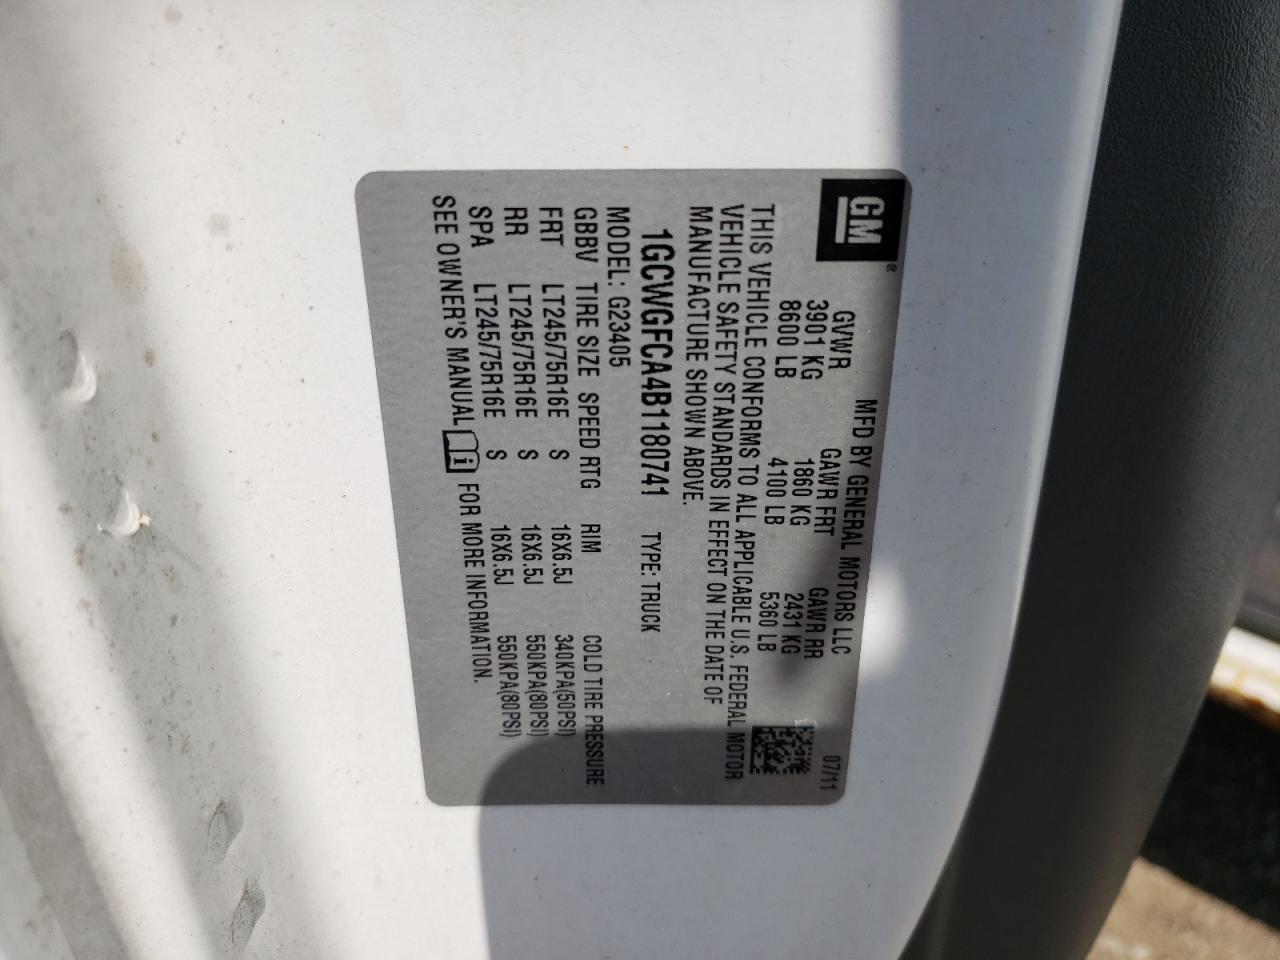 GM
MFD BY GENERAL MOTORS LLC 07/11
GVWR GAWR FRT GAWR RR
3901 KG 1860 KG 2431 KG
8600 LB 4100 LB 5360 LB
THIS VEHICLE CONFORMS TO ALL APPLICABLE U.S. FEDERAL MOTOR
VEHICLE SAFETY STANDARDS IN EFFECT ON THE DATE OF
MANUFACTURE SHOWN ABOVE.
1GCWGFCA4B1180741 TYPE: TRUCK
MODEL: G23405
GBBV TIRE SIZE SPEED RTG RIM COLD TIRE PRESSURE
FRT LT245/75R16E S 16X6.5J 340KPA(50PSI)
RR LT245/75R16E S 16X6.5J 550KPA(80PSI)
SPA LT245/75R16E S 16X6.5J 550KPA(80PSI)
SEE OWNER'S MANUAL i FOR MORE INFORMATION.